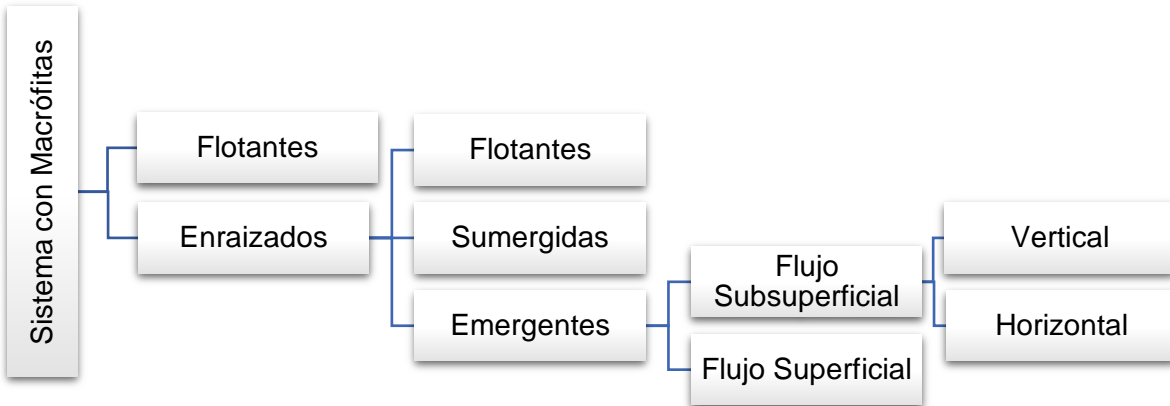 Sistema con Macrófitas
Flotantes
Enraizados
Flotantes
Sumergidas
Emergentes
Flujo
Subsuperficial
Flujo Superficial
Vertical
Horizontal